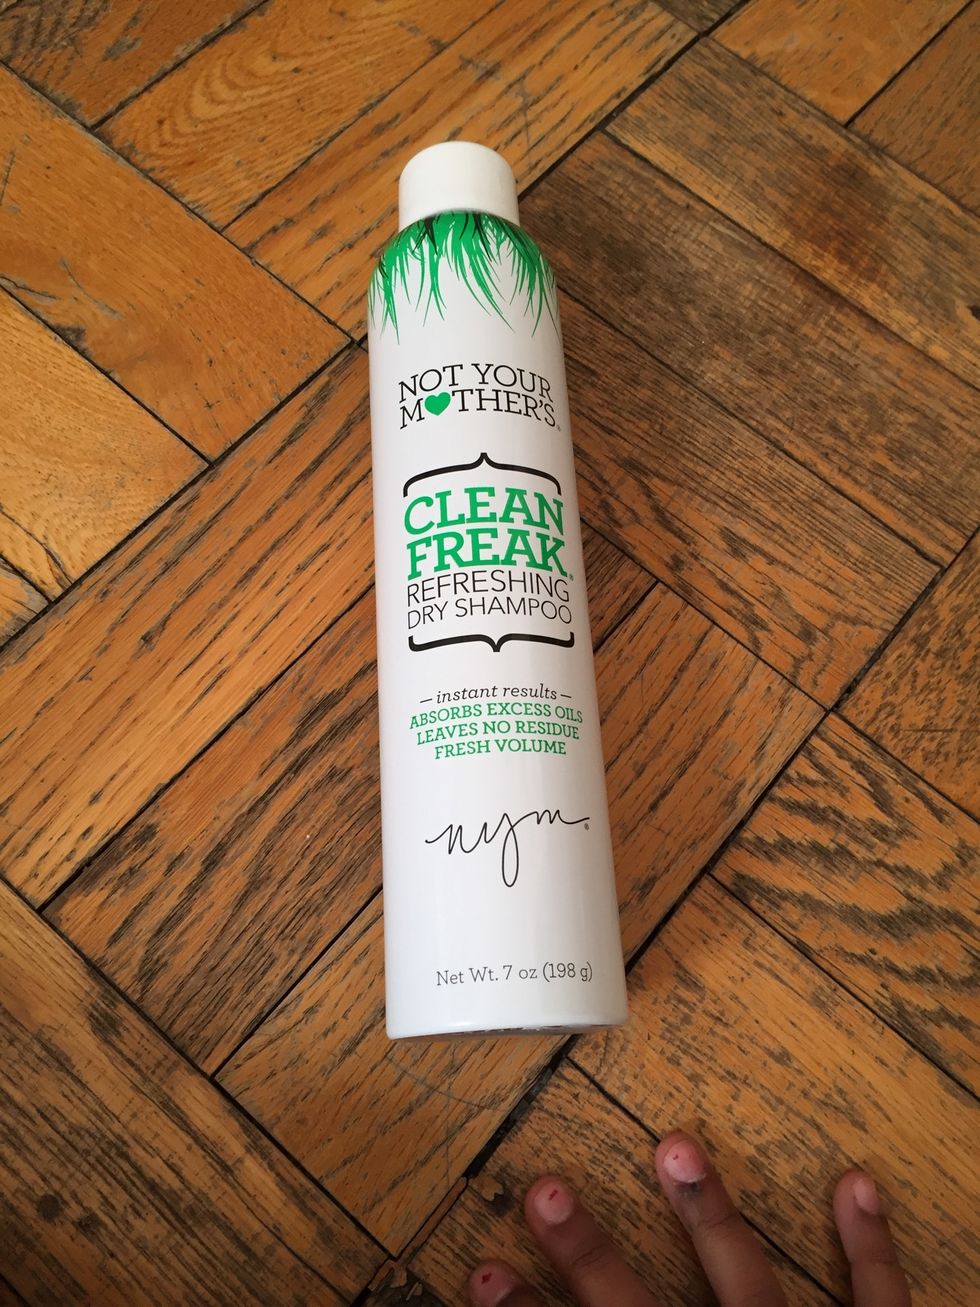 NOT YOUR
MOTHER'S®
CLEAN
FREAK®
REFRESHING
DRY SHAMPOO
– instant results –
ABSORBS EXCESS OILS
LEAVES NO RESIDUE
FRESH VOLUME
nym®
Net Wt. 7 oz (198 g)